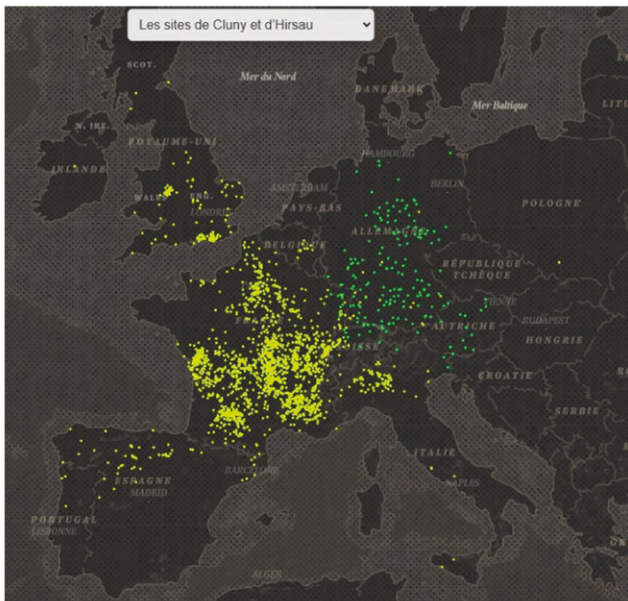 Les sites de Cluny et d'Hirsau
SCOT.
Mer du Nord
DANEMARK
Mer Baltique
N. IRE.
ROYAUME-UNI
HAMBOURG
IRLANDE
AMSTERDAM
BERLIN
WALES
ENG.
LONDRES
PAYS-BAS
POLOGNE
ALLEMAGNE
BELGIQUE
RÉPUBLIQUE
TCHÈQUE
VIENNE
BUDAPEST
AUTRICHE
HONGRIE
CROATIE
SERBIE
ITALIE
BARCELONE
ESPAGNE
MADRID
NAPLES
PORTUGAL
LISBONNE
ALGER